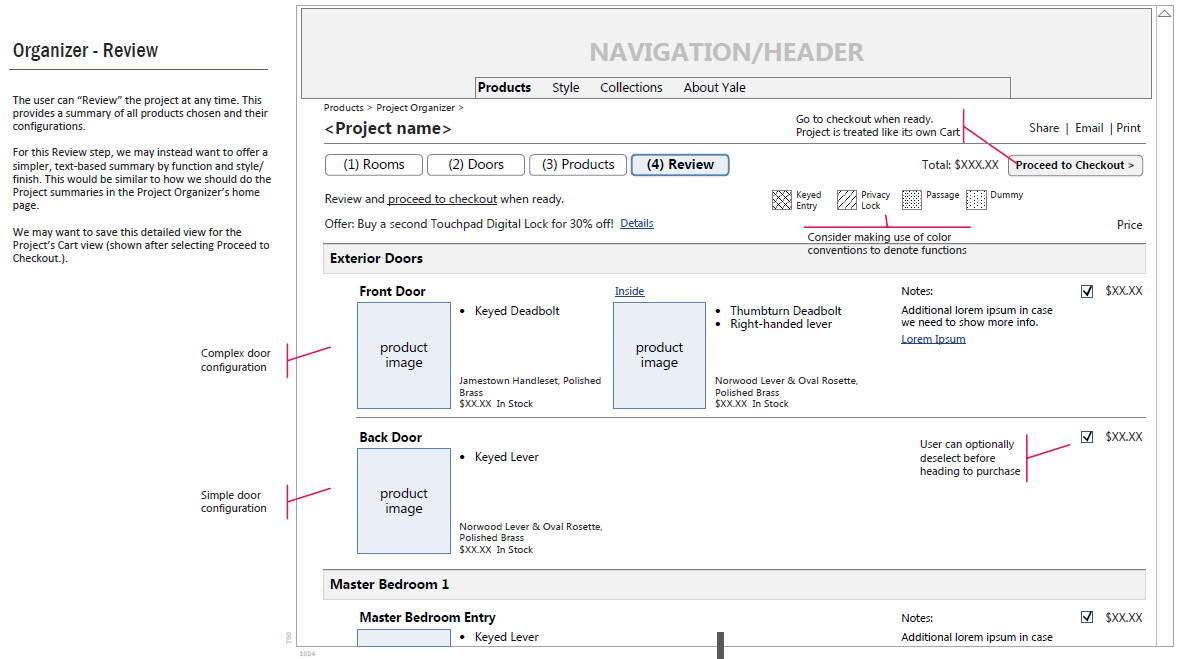 Organizer - Review
The user can “Review” the project at any time. This
provides a summary of all products chosen and their
configurations.
For this Review step, we may instead want to offer a
simpler, text-based summary by function and style/
finish. This would be similar to how we should do the
Project summaries in the Project Organizer’s home
page.
We may want to save this detailed view for the
Project’s Cart view (shown after selecting Proceed to
Checkout.).
NAVIGATION/HEADER
Products Style Collections About Yale
Products > Project Organizer >
<Project name>
Go to checkout when ready.
Project is treated like its own Cart
Share | Email | Print
(1) Rooms (2) Doors (3) Products (4) Review
Total: $XXX.XX Proceed to Checkout >
Review and proceed to checkout when ready.
Keyed
Entry
Privacy
Lock
Passage
Dummy
Offer: Buy a second Touchpad Digital Lock for 30% off! Details
Price
Consider making use of color
conventions to denote functions
Exterior Doors
Front Door
product
image
Keyed Deadbolt
Jamestown Handleset, Polished
Brass
$XX.XX In Stock
Inside
product
image
Thumbturn Deadbolt
Right-handed lever
Norwood Lever & Oval Rosette,
Polished Brass
$XX.XX In Stock
Notes:
Additional lorem ipsum in case
we need to show more info.
Lorem Ipsum
$XX.XX
Complex door
configuration
Back Door
product
image
Keyed Lever
Norwood Lever & Oval Rosette,
Polished Brass
$XX.XX In Stock
User can optionally
deselect before
heading to purchase
$XX.XX
Simple door
configuration
Master Bedroom 1
Master Bedroom Entry
Keyed Lever
Notes:
Additional lorem ipsum in case
$XX.XX
750
1024